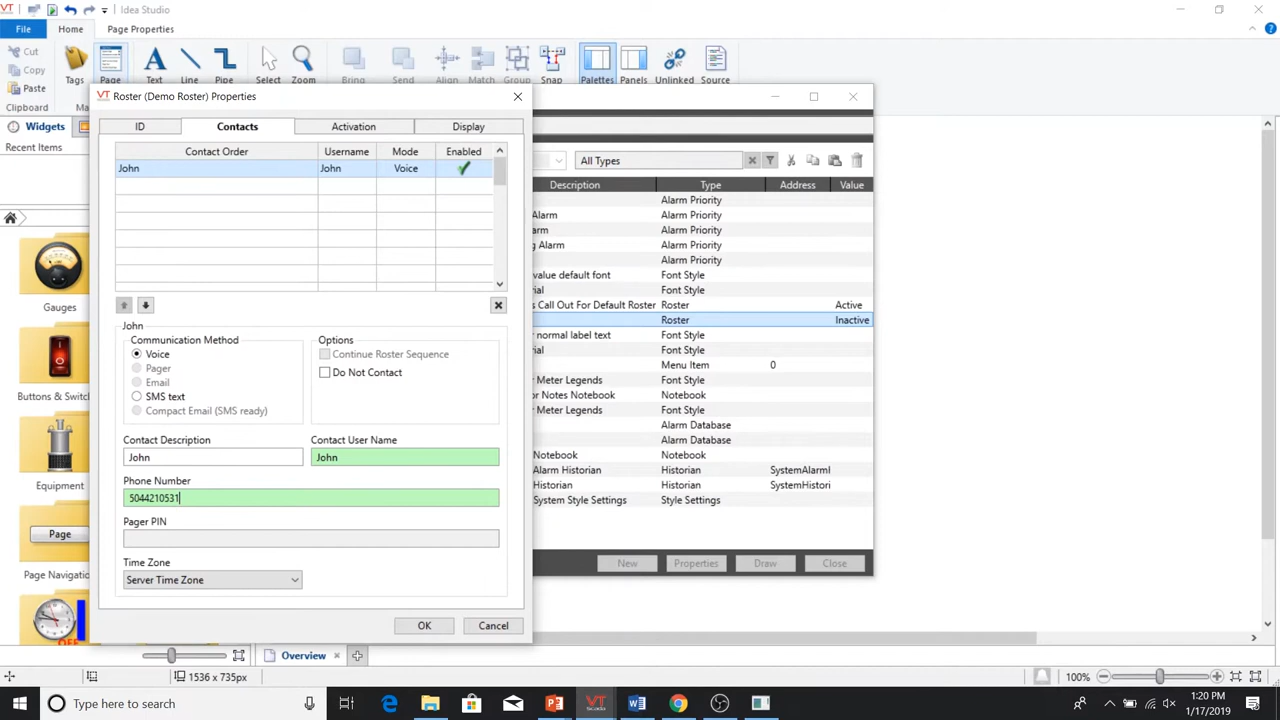 VT Idea Studio
File Home Page Properties
Cut
Copy
Paste
Tags Page Text Line Pipe Select Zoom Bring Send Align Match Group Snap Palettes Panels Unlinked Source
Clipboard
Widgets
Recent Items
Gauges
Equipment
OFF
VT Roster (Demo Roster) Properties
ID Contacts Activation Display
Contact Order Username Mode Enabled
John John Voice
John
Communication Method
Voice
Pager
Email
SMS text
Compact Email (SMS ready)
Options
Continue Roster Sequence
Do Not Contact
Contact Description Contact User Name
John John
Phone Number
5044210531
Pager PIN
Time Zone
Server Time Zone
OK Cancel
All Types
Description Type Address Value
Alarm Priority
Alarm Alarm Priority
arm Alarm Priority
g Alarm Alarm Priority
Alarm Priority
value default font Font Style
rial Font Style
s Call Out For Default Roster Roster Active
Roster Inactive
r normal label text Font Style
rial Font Style
Menu Item 0
r Meter Legends Font Style
or Notes Notebook Notebook
r Meter Legends Font Style
Alarm Database
Alarm Database
Notebook Notebook
Alarm Historian Historian SystemAlarmI
Historian Historian SystemHistori
System Style Settings Style Settings
New Properties Draw Close
Page
Overview
1536 x 735px
100%
Type here to search
1:20 PM
1/17/2019